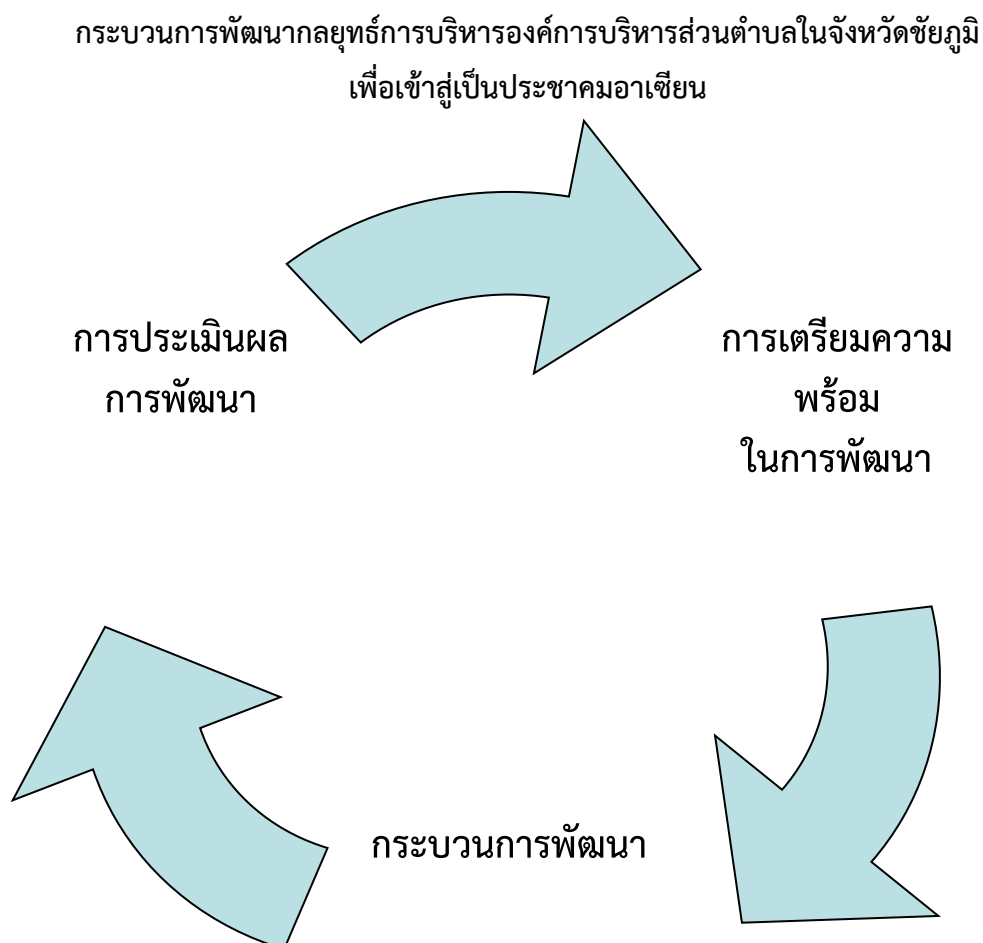 กระบวนการพัฒนากลยุทธ์การบริหารองค์การบริหารส่วนตำบลในจังหวัดชัยภูมิ
เพื่อเข้าสู่เป็นประชาคมอาเซียน
การประเมินผล
การพัฒนา
การเตรียมความ
พร้อม
ในการพัฒนา
กระบวนการพัฒนา